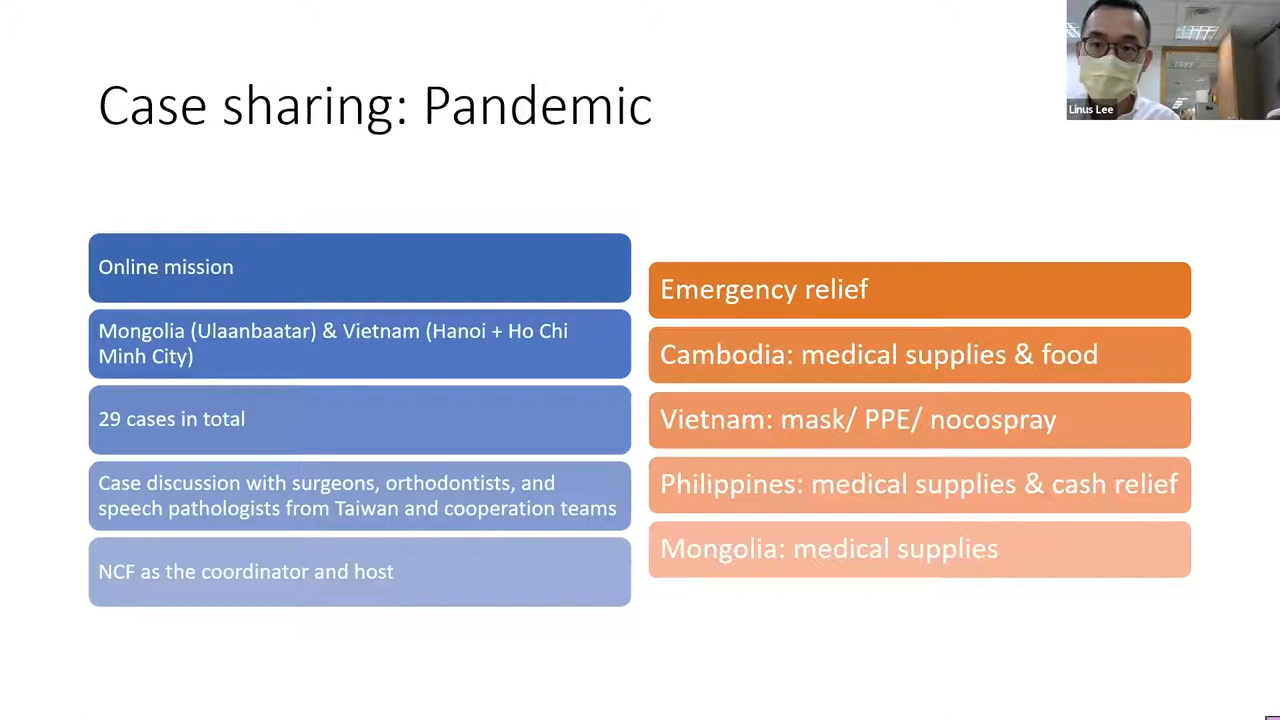 Linus Lee
Case sharing: Pandemic
Online mission
Mongolia (Ulaanbaatar) & Vietnam (Hanoi + Ho Chi
Minh City)
29 cases in total
Case discussion with surgeons, orthodontists, and
speech pathologists from Taiwan and cooperation teams
NCF as the coordinator and host
Emergency relief
Cambodia: medical supplies & food
Vietnam: mask/ PPE/ nocospray
Philippines: medical supplies & cash relief
Mongolia: medical supplies